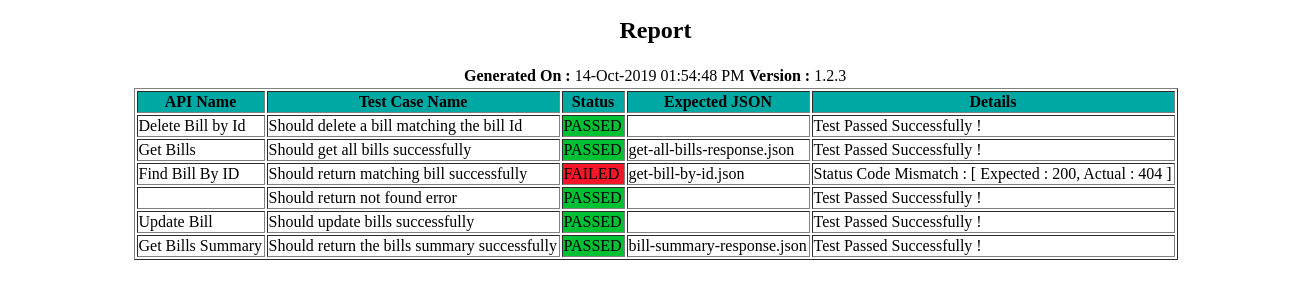 Report
Generated On : 14-Oct-2019 01:54:48 PM Version : 1.2.3
API Name Test Case Name Status Expected JSON Details
Delete Bill by Id Should delete a bill matching the bill Id PASSED Test Passed Successfully !
Get Bills Should get all bills successfully PASSED get-all-bills-response.json Test Passed Successfully !
Find Bill By ID Should return matching bill successfully FAILED get-bill-by-id.json Status Code Mismatch : [ Expected : 200, Actual : 404 ]
Should return not found error PASSED Test Passed Successfully !
Update Bill Should update bills successfully PASSED Test Passed Successfully !
Get Bills Summary Should return the bills summary successfully PASSED bill-summary-response.json Test Passed Successfully !